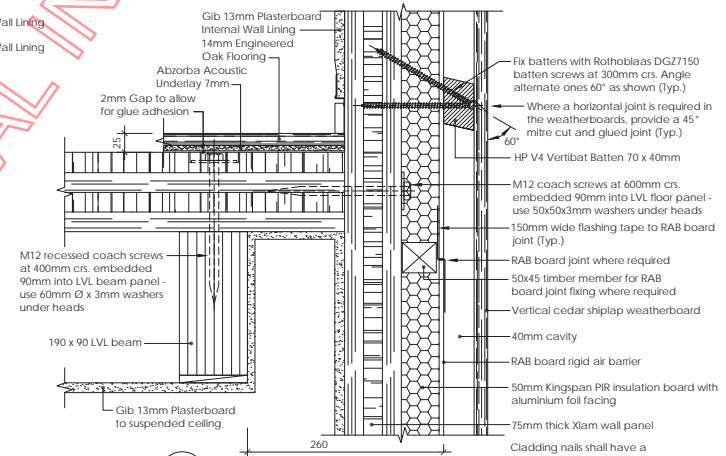 Wall Lining
Wall Lining
AL IN
Gib 13mm Plasterboard
Internal Wall Lining
14mm Engineered
Oak Flooring
Abzorba Acoustic
Underlay 7mm
2mm Gap to allow
for glue adhesion
25
M12 recessed coach screws
at 400mm crs. embedded
90mm into LVL beam panel -
use 60mm Ø x 3mm washers
under heads
190 x 90 LVL beam
Gib 13mm Plasterboard
to suspended ceiling
260
Fix battens with Rothoblaas DGZ7150
batten screws at 300mm crs. Angle
alternate ones 60° as shown (Typ.)
Where a horizontal joint is required in
the weatherboards, provide a 45°
mitre cut and glued joint (Typ.)
60°
HP V4 Vertibat Batten 70 x 40mm
M12 coach screws at 600mm crs.
embedded 90mm into LVL floor panel -
use 50x50x3mm washers under heads
150mm wide flashing tape to RAB board
joint (Typ.)
RAB board joint where required
50x45 timber member for RAB
board joint fixing where required
Vertical cedar shiplap weatherboard
40mm cavity
RAB board rigid air barrier
50mm Kingspan PIR insulation board with
aluminium foil facing
75mm thick Xlam wall panel
Cladding nails shall have a